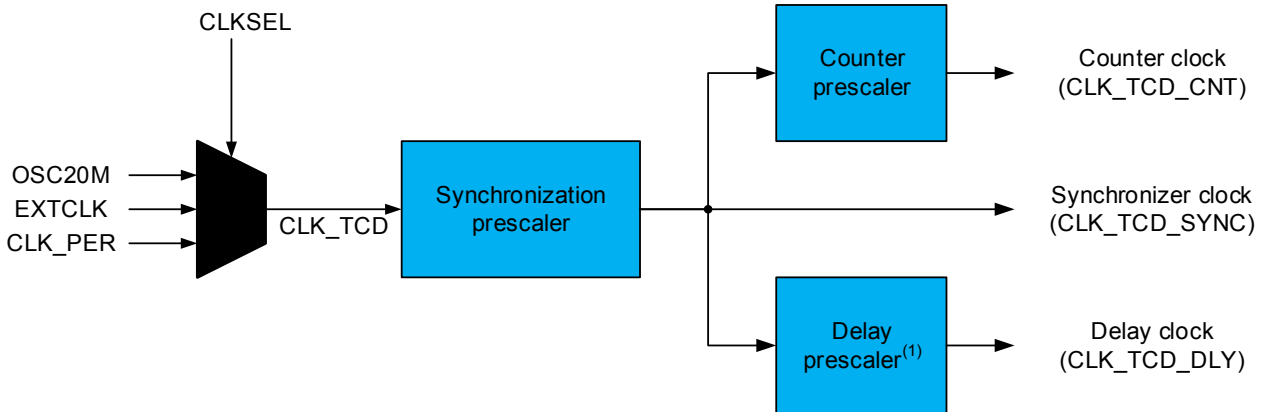 CLKSEL
OSC20M
EXTCLK
CLK_PER
CLK_TCD
Synchronization
prescaler
Counter
prescaler
Counter clock
(CLK_TCD_CNT)
Synchronizer clock
(CLK_TCD_SYNC)
Delay
prescaler(1)
Delay clock
(CLK_TCD_DLY)